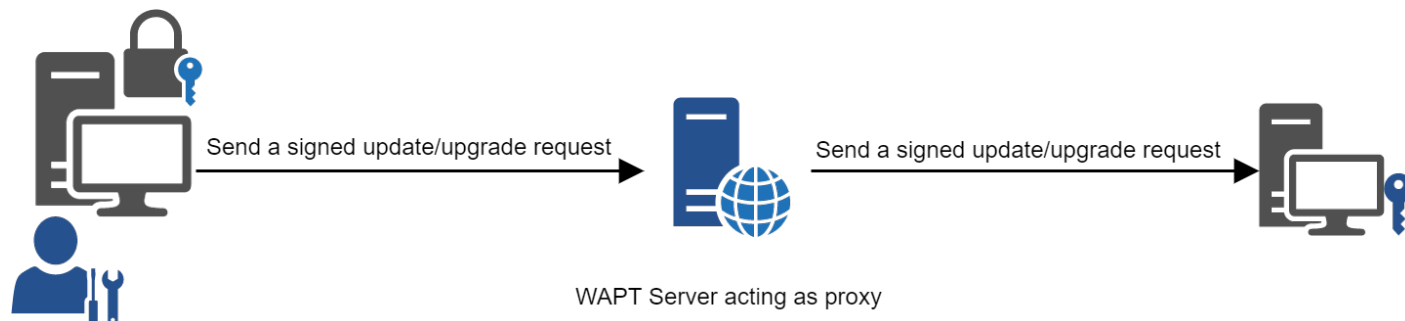 Send a signed update/upgrade request
Send a signed update/upgrade request
WAPT Server acting as proxy